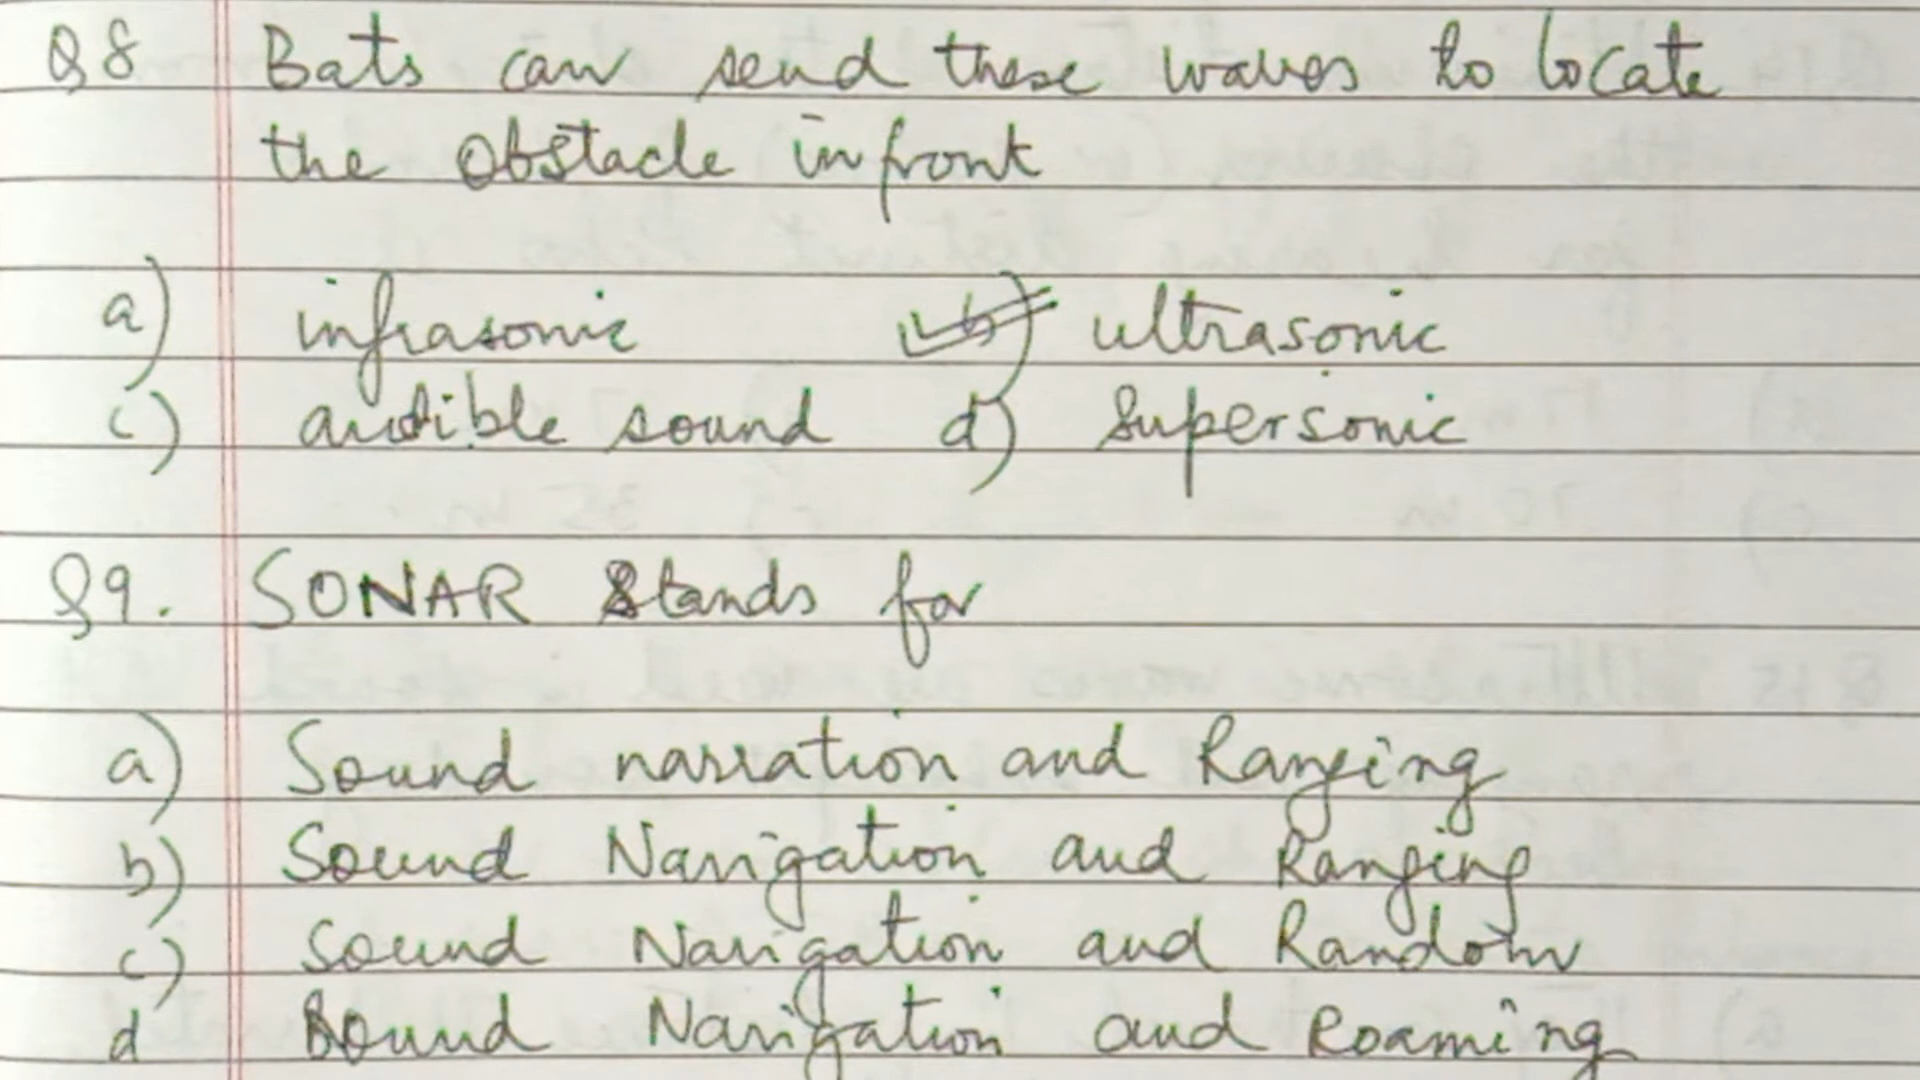 Q8 Bats can send these waves to locate
the obstacle infront
a) infrasonic b) ultrasonic
c) audible sound d) Supersonic
Q9. SONAR Stands for
a) Sound narration and Ranging
b) Sound Navigation and Ranging
c) Sound Navigation and Random
d Sound Navigation and Roaming